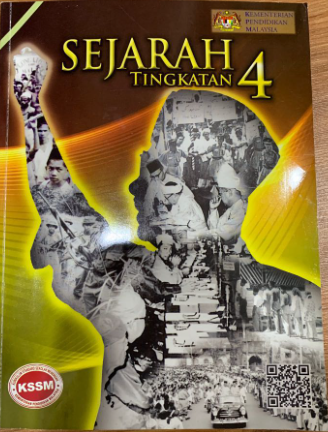 KEMENTERIAN
PENDIDIKAN
MALAYSIA
SEJARAH
TINGKATAN 4
KSSM